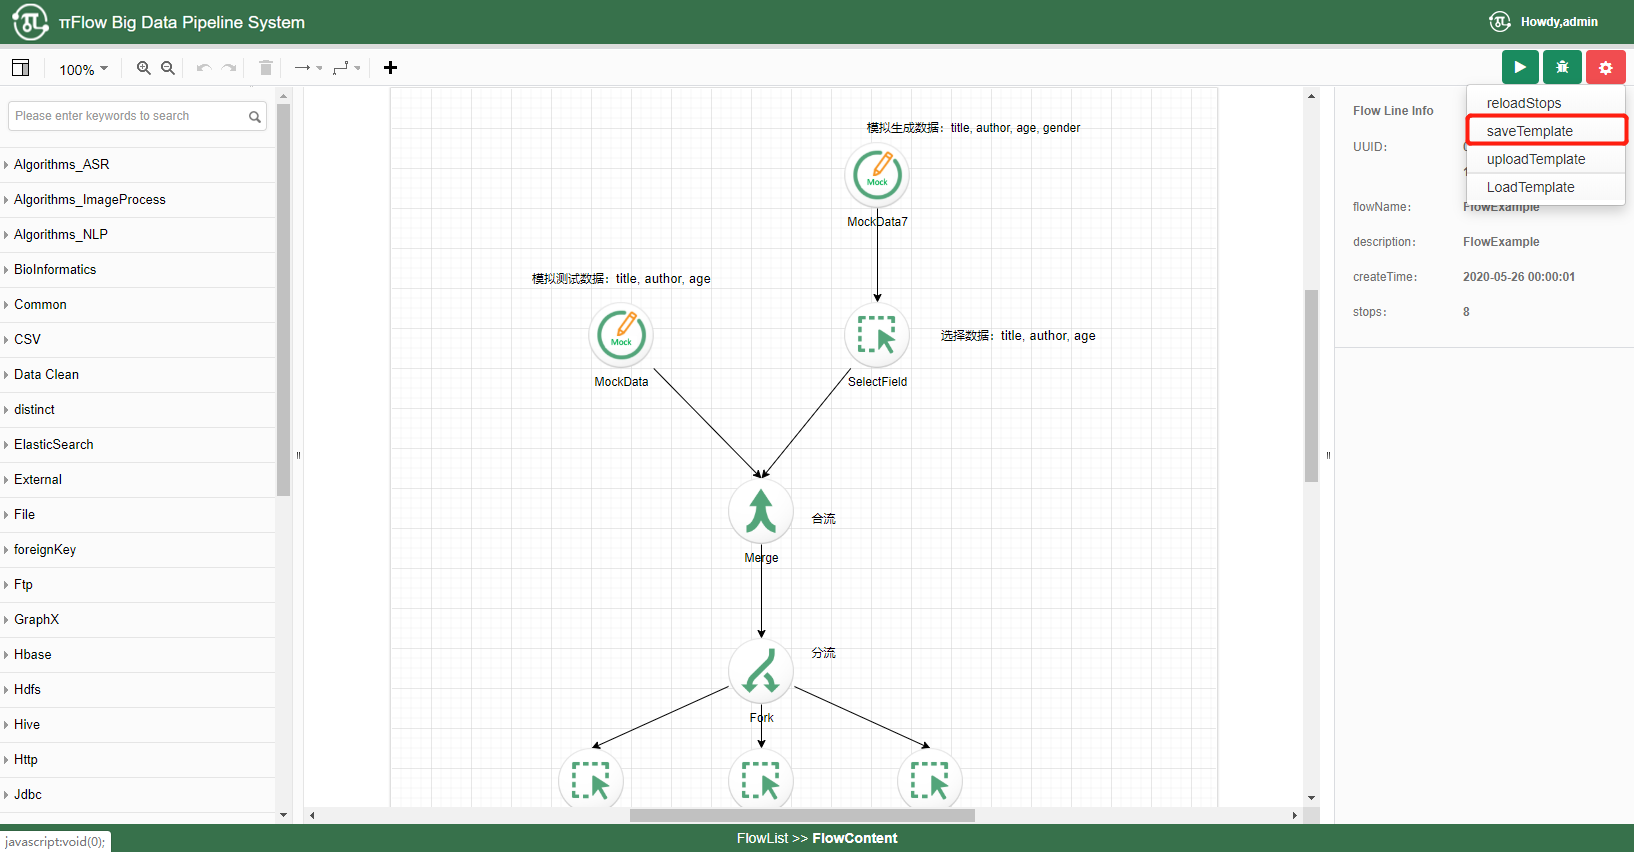 πFlow Big Data Pipeline System
Howdy,admin
100%
Please enter keywords to search
Algorithms_ASR
Algorithms_ImageProcess
Algorithms_NLP
BioInformatics
Common
CSV
Data Clean
distinct
ElasticSearch
External
File
foreignKey
Ftp
GraphX
Hbase
Hdfs
Hive
Http
Jdbc
模拟生成数据：title, author, age, gender
Mock
MockData7
模拟测试数据：title, author, age
Mock
MockData
选择数据：title, author, age
SelectField
合流
Merge
分流
Fork
reloadStops
saveTemplate
uploadTemplate
LoadTemplate
Flow Line Info
UUID:
flowName: FlowExample
description: FlowExample
createTime: 2020-05-26 00:00:01
stops: 8
FlowList >> FlowContent
javascript:void(0);